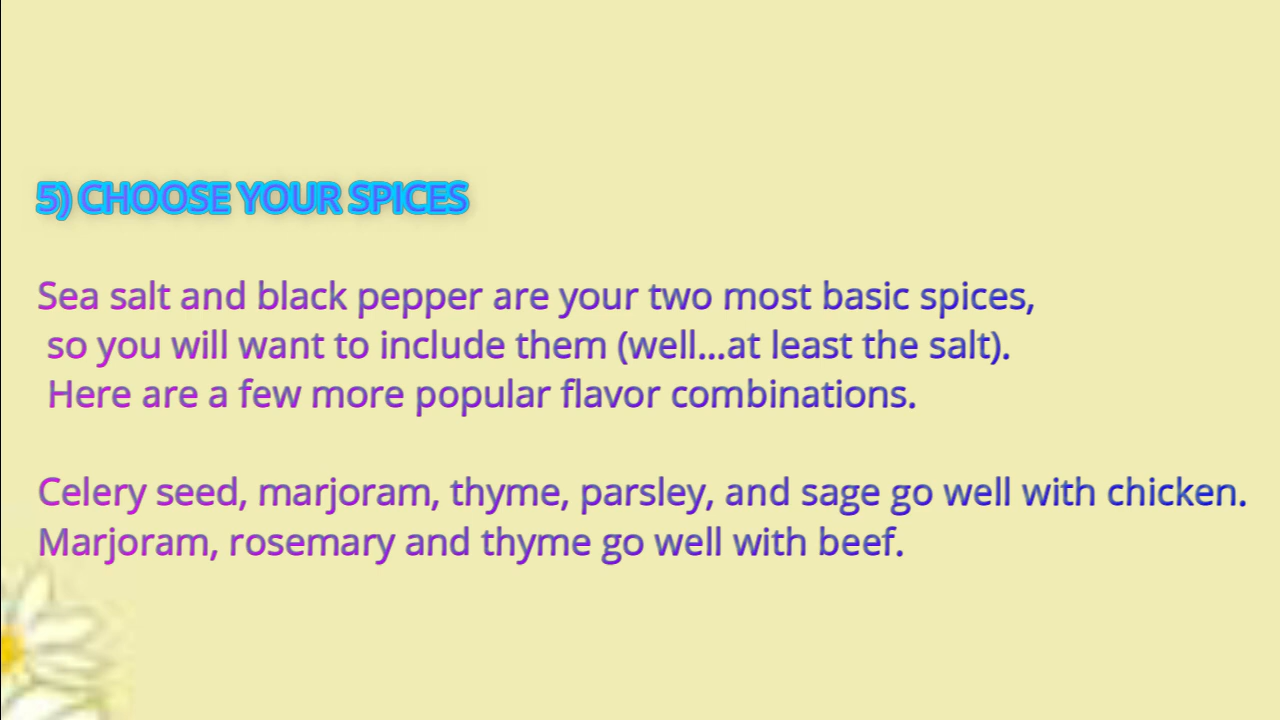 5) CHOOSE YOUR SPICES
Sea salt and black pepper are your two most basic spices,
so you will want to include them (well...at least the salt).
Here are a few more popular flavor combinations.
Celery seed, marjoram, thyme, parsley, and sage go well with chicken.
Marjoram, rosemary and thyme go well with beef.